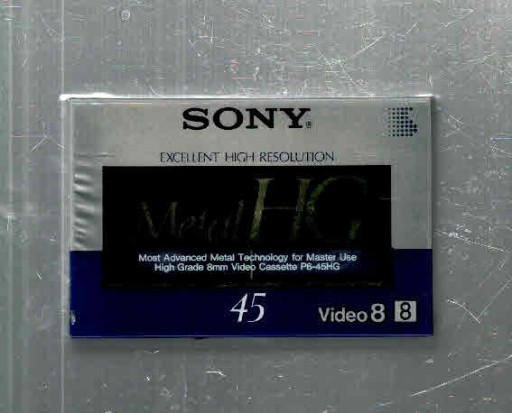 SONY®
EXCELLENT HIGH RESOLUTION
Metal HG
Most Advanced Metal Technology for Master Use
High Grade 8mm Video Cassette P6-45HG
45
Video 8 8